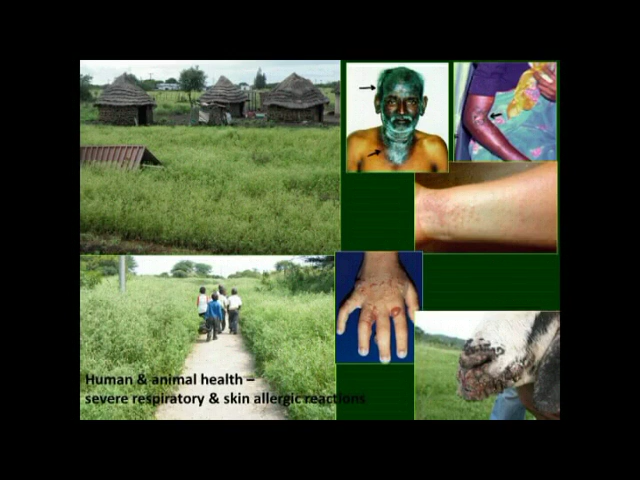 Human & animal health –
severe respiratory & skin allergic reactions